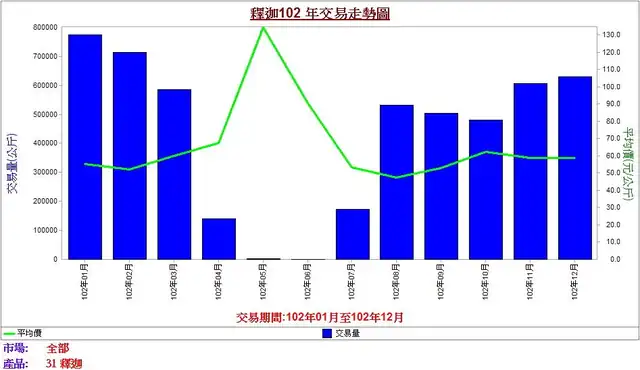 釋迦102 年交易走勢圖
交易量(公斤)
800000
700000
600000
500000
400000
300000
200000
100000
0
平均價(元/公斤)
130.0
120.0
110.0
100.0
90.0
80.0
70.0
60.0
50.0
40.0
30.0
20.0
10.0
0.0
102年01月
102年02月
102年03月
102年04月
102年05月
102年06月
102年07月
102年08月
102年09月
102年10月
102年11月
102年12月
交易期間:102年01月至102年12月
平均價
交易量
市場: 全部
產品: 31 釋迦